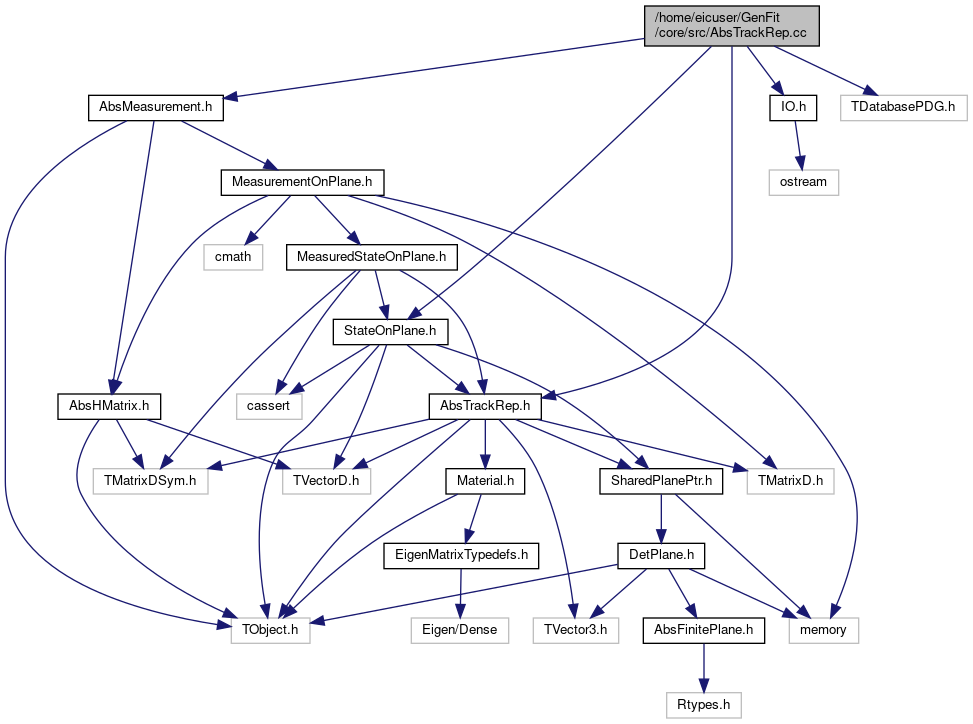 /home/eicuser/GenFit
/core/src/AbsTrackRep.cc
AbsMeasurement.h
IO.h
TDatabasePDG.h
MeasurementOnPlane.h
ostream
cmath
MeasuredStateOnPlane.h
StateOnPlane.h
AbsHMatrix.h
cassert
AbsTrackRep.h
TMatrixDSym.h
TVectorD.h
Material.h
SharedPlanePtr.h
TMatrixD.h
EigenMatrixTypedefs.h
DetPlane.h
TObject.h
Eigen/Dense
TVector3.h
AbsFinitePlane.h
memory
Rtypes.h